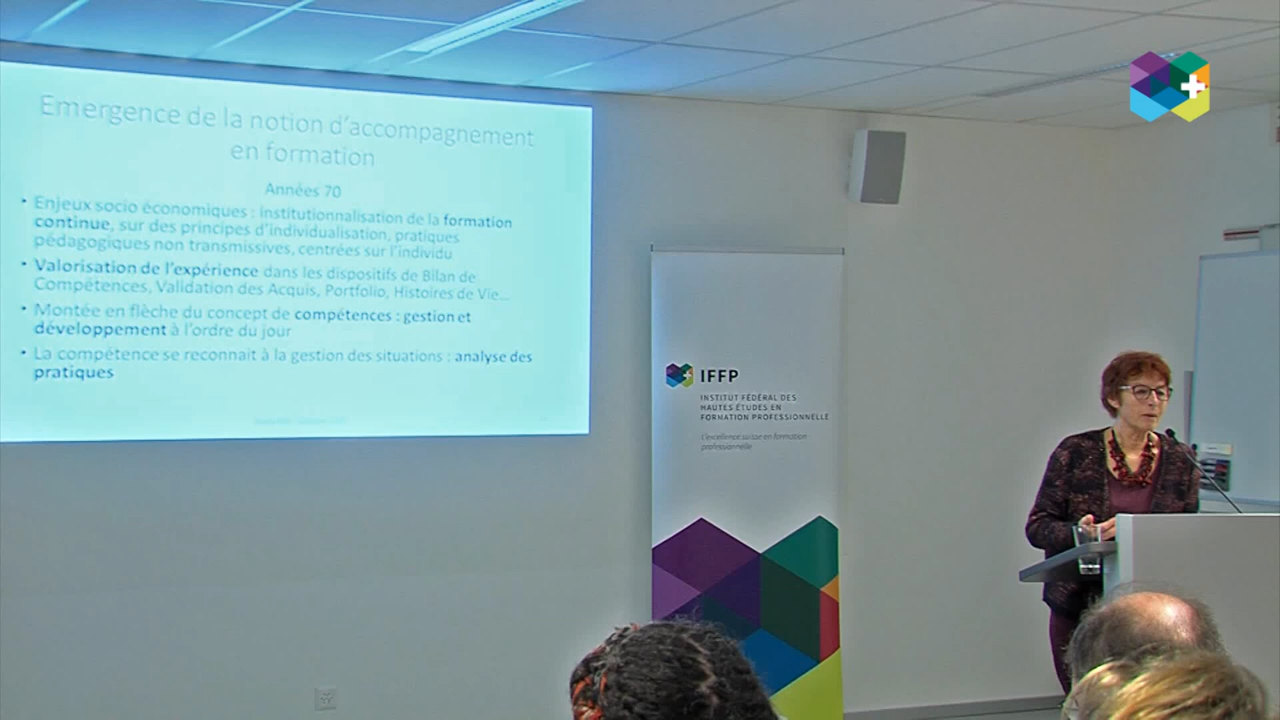 Emergence de la notion d'accompagnement
en formation
Années 70
• Enjeux socio économiques : institutionnalisation de la formation
continue, sur des principes d'individualisation, pratiques
pédagogiques non transmissives, centrées sur l'individu
• Valorisation de l'expérience dans les dispositifs de Bilan de
Compétences, Validation des Acquis, Portfolio, Histoires de Vie...
• Montée en flèche du concept de compétences : gestion et
développement à l'ordre du jour
• La compétence se reconnait à la gestion des situations : analyse des
pratiques
IFFP
INSTITUT FÉDÉRAL DES
HAUTES ÉTUDES EN
FORMATION PROFESSIONNELLE
L'excellence suisse en formation
professionnelle